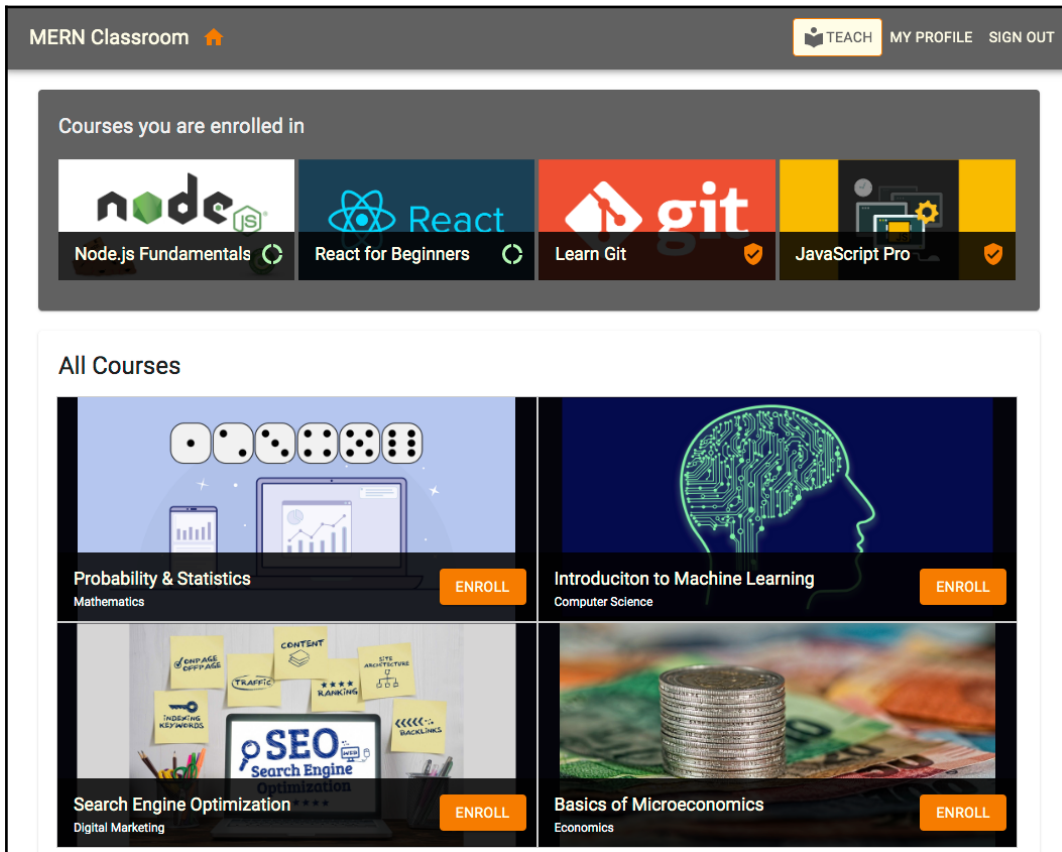 MERN Classroom
TEACH MY PROFILE SIGN OUT
Courses you are enrolled in
node
JS
Node.js Fundamentals
React
React for Beginners
git
Learn Git
JavaScript Pro
All Courses
Probability & Statistics
Mathematics
ENROLL
Introduciton to Machine Learning
Computer Science
ENROLL
ONPAGE
OFFPAGE
TRAFFIC
CONTENT
RANKING
SITE
ARCHITECTURE
INDEXING
KEYWORDS
BACKLINKS
SEO
WEB
Search Engine
Optimization
Search Engine Optimization
Digital Marketing
ENROLL
Basics of Microeconomics
Economics
ENROLL